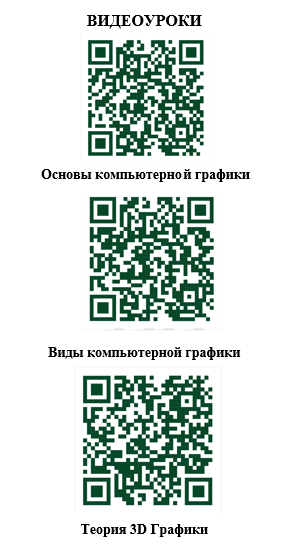 ВИДЕОУРОКИ
Основы компьютерной графики
Виды компьютерной графики
Теория 3D Графики